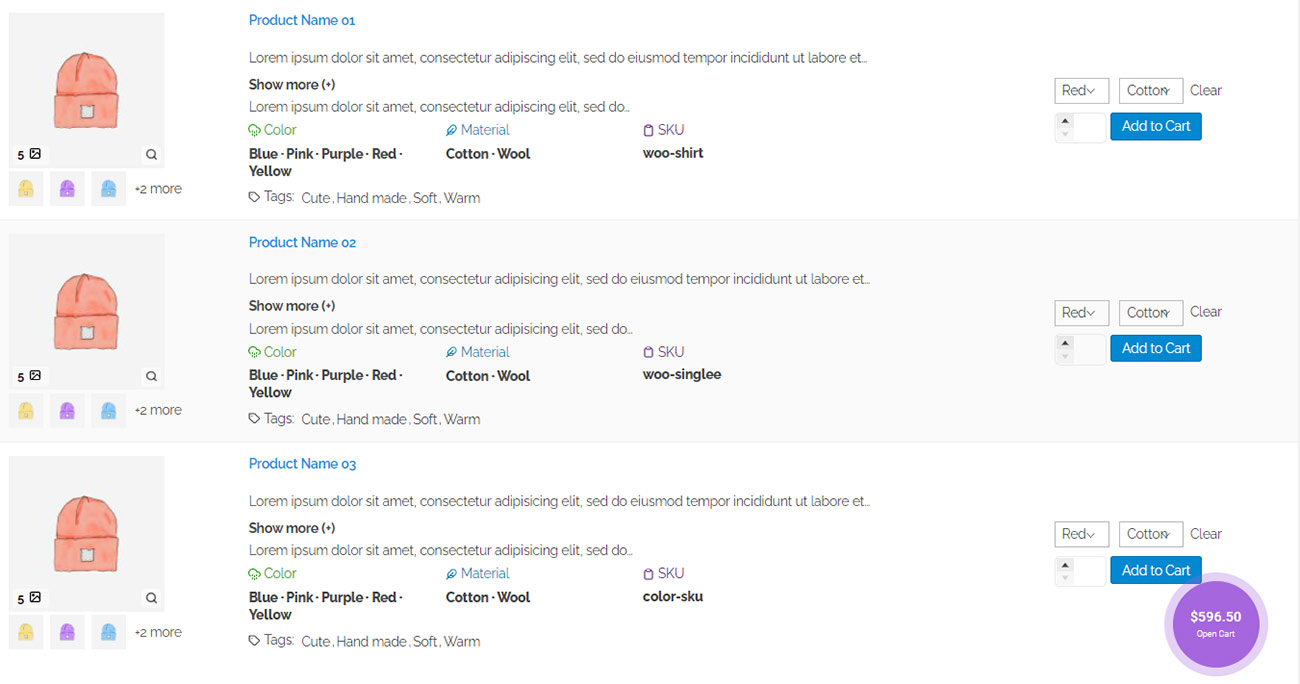 Product Name 01
Lorem ipsum dolor sit amet, consectetur adipiscing elit, sed do eiusmod tempor incididunt ut labore et...
Show more (+)
Lorem ipsum dolor sit amet, consectetur adipiscing elit, sed do...
Color
Material
SKU
Blue · Pink · Purple · Red ·
Yellow
Cotton · Wool
woo-shirt
Tags: Cute, Hand made, Soft, Warm
5
+2 more
Red
Cotton
Clear
Add to Cart
Product Name 02
Lorem ipsum dolor sit amet, consectetur adipisicing elit, sed do eiusmod tempor incididunt ut labore et...
Show more (+)
Lorem ipsum dolor sit amet, consectetur adipisicing elit, sed do...
Color
Material
SKU
Blue · Pink · Purple · Red ·
Yellow
Cotton · Wool
woo-singlee
Tags: Cute, Hand made, Soft, Warm
5
+2 more
Red
Cotton
Clear
Add to Cart
Product Name 03
Lorem ipsum dolor sit amet, consectetur adipisicing elit, sed do eiusmod tempor incididunt ut labore et...
Show more (+)
Lorem ipsum dolor sit amet, consectetur adipisicing elit, sed do...
Color
Material
SKU
Blue · Pink · Purple · Red ·
Yellow
Cotton · Wool
color-sku
Tags: Cute, Hand made, Soft, Warm
5
+2 more
Red
Cotton
Clear
Add to Cart
$596.50
Open Cart